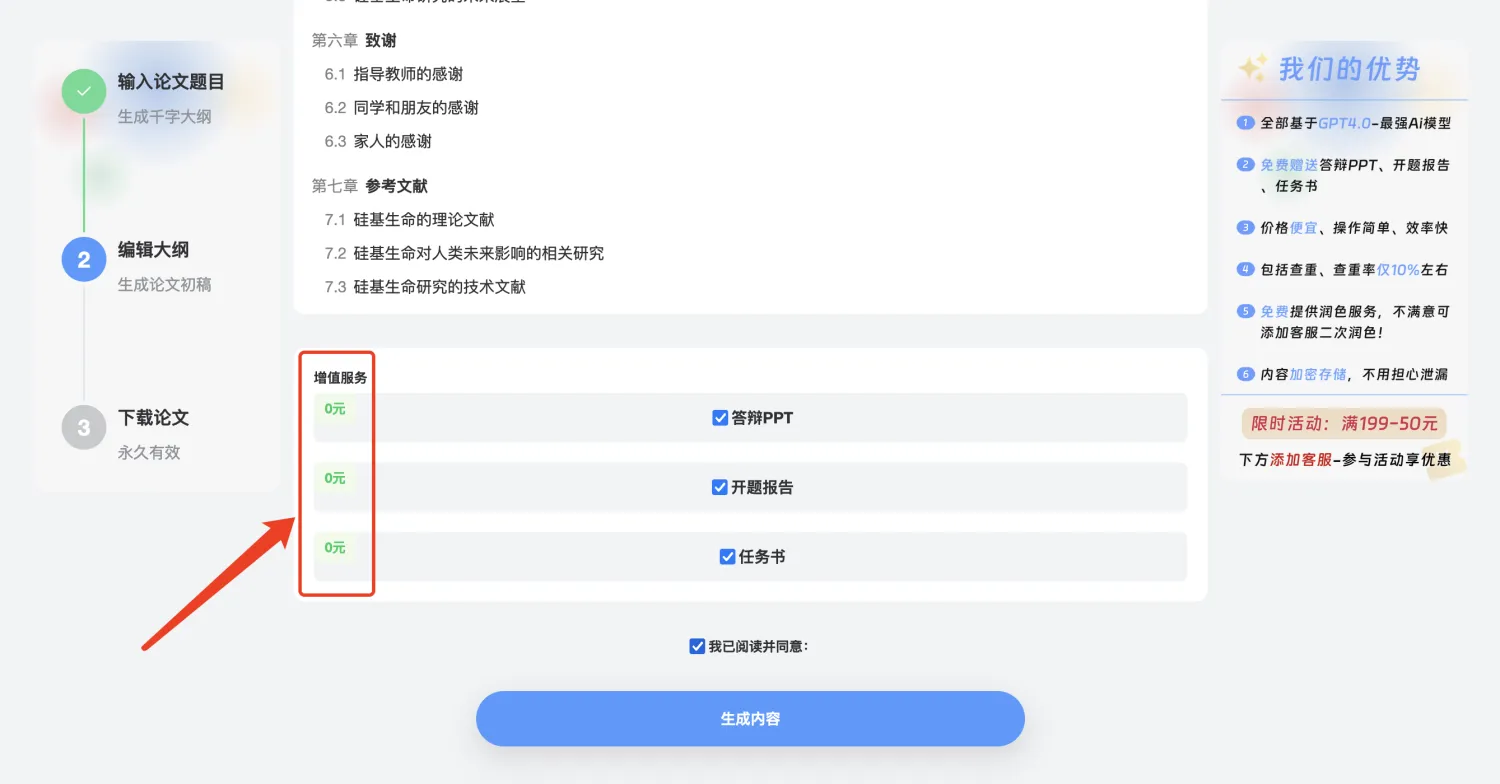 输入论文题目
生成千字大纲
2
编辑大纲
生成论文初稿
3
下载论文
永久有效
第六章 致谢
6.1 指导教师的感谢
6.2 同学和朋友的感谢
6.3 家人的感谢
第七章 参考文献
7.1 硅基生命的理论文献
7.2 硅基生命对人类未来影响的相关研究
7.3 硅基生命研究的技术文献
增值服务
0元
答辩PPT
0元
开题报告
0元
任务书
我已阅读并同意：
生成内容
我们的优势
1 全部基于GPT4.0-最强Ai模型
2 免费赠送答辩PPT、开题报告
、任务书
3 价格便宜、操作简单、效率快
4 包括查重、查重率仅10%左右
5 免费提供润色服务，不满意可
添加客服二次润色！
6 内容加密存储，不用担心泄漏
限时活动：满199-50元
下方添加客服-参与活动享优惠